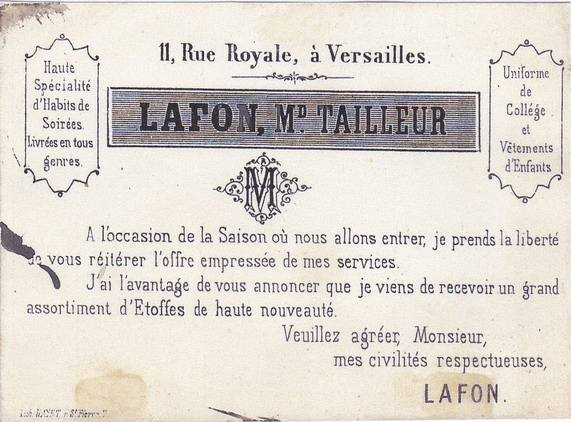 11, Rue Royale, à Versailles.
Haute
Spécialité
d'Habits de
Soirées.
Livrées en tous
genres.
LAFON, MD TAILLEUR
Uniforme
de
Collége
et
Vêtements
d'Enfants
M
A l'occasion de la Saison où nous allons entrer, je prends la liberté
de vous réitérer l'offre empressée de mes services.
J'ai l'avantage de vous annoncer que je viens de recevoir un grand
assortiment d'Etoffes de haute nouveauté.
Veuillez agréer, Monsieur,
mes civilités respectueuses,
LAFON.
Lith.